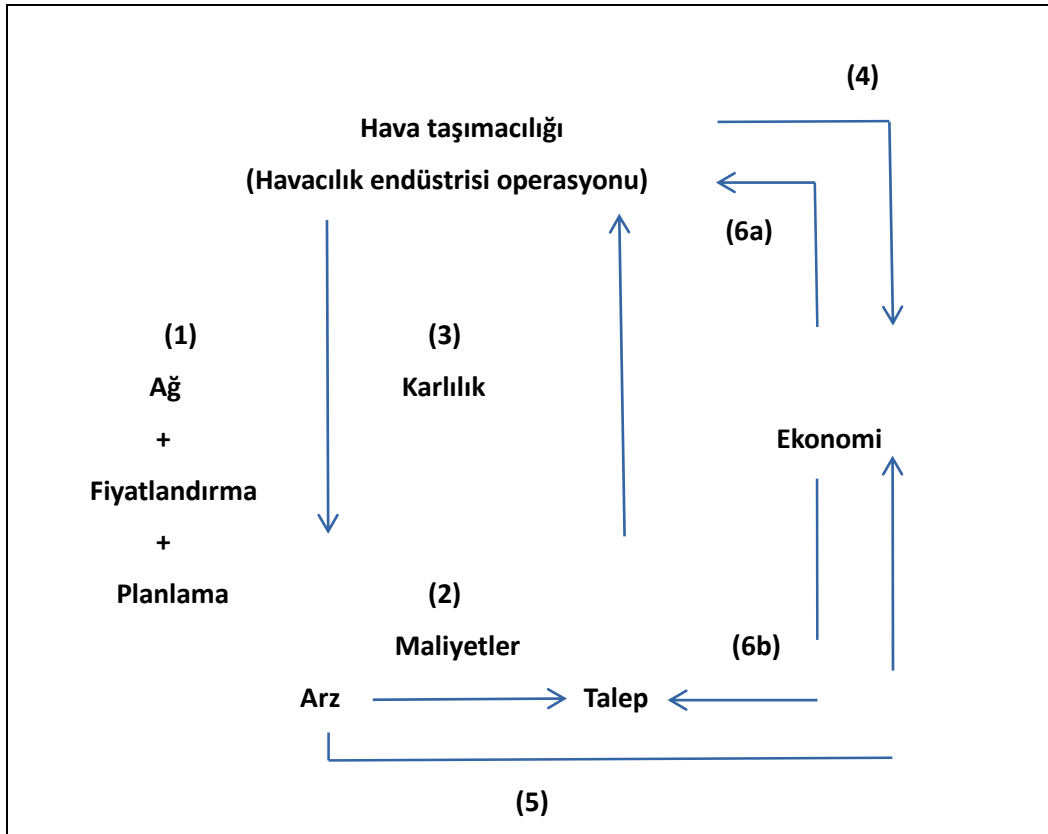 (4)
Hava taşımacılığı
(Havacılık endüstrisi operasyonu)
(6a)
(1)
Ağ
+
Fiyatlandırma
+
Planlama
(3)
Karlılık
Ekonomi
(2)
Maliyetler
(6b)
Arz
Talep
(5)